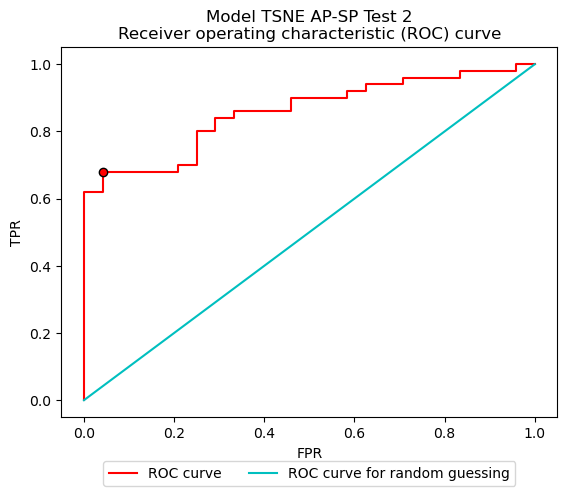 Model TSNE AP-SP Test 2
Receiver operating characteristic (ROC) curve
1.0
0.8
0.6
0.4
0.2
0.0
TPR
0.0 0.2 0.4 0.6 0.8 1.0
FPR
ROC curve ROC curve for random guessing